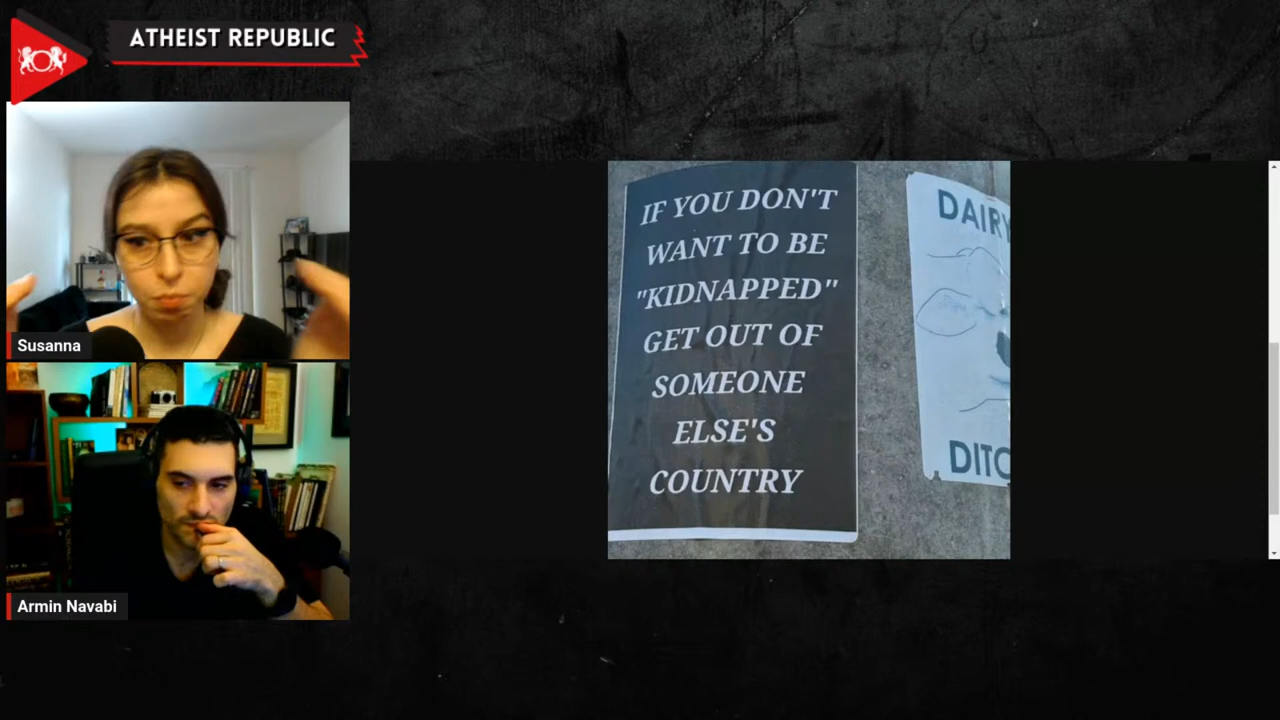 ATHEIST REPUBLIC
Susanna
Armin Navabi
IF YOU DON'T
WANT TO BE
"KIDNAPPED"
GET OUT OF
SOMEONE
ELSE'S
COUNTRY
DAIRY